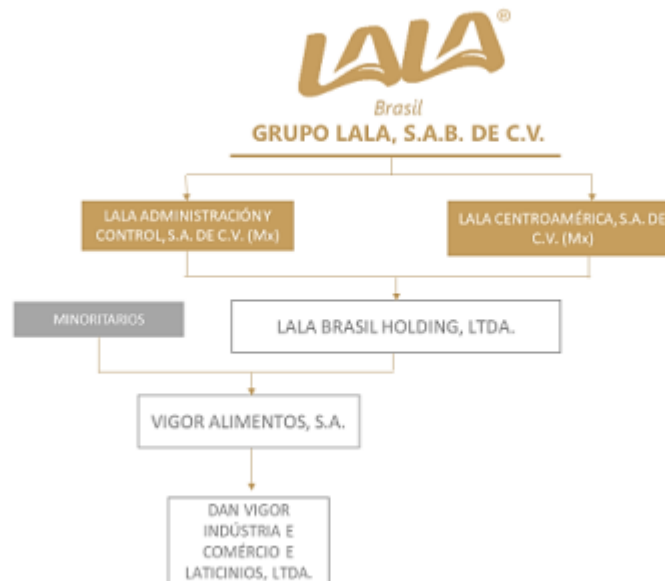 LALA®
Brasil
GRUPO LALA, S.A.B. DE C.V.
LALA ADMINISTRACIÓN Y
CONTROL, S.A. DE C.V. (Mx)
LALA CENTROAMÉRICA, S.A. DE
C.V. (Mx)
MINORITARIOS
LALA BRASIL HOLDING, LTDA.
VIGOR ALIMENTOS, S.A.
DAN VIGOR
INDÚSTRIA E
COMÉRCIO E
LATICINIOS, LTDA.